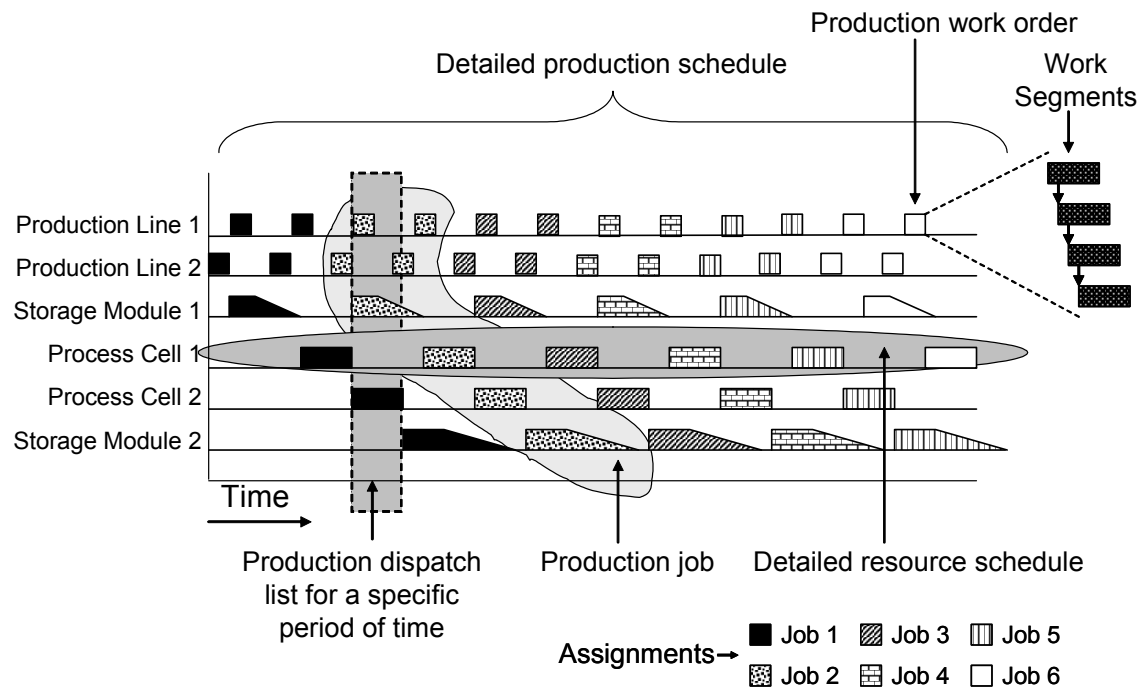 Production work order
Detailed production schedule
Work
Segments
Production Line 1
Production Line 2
Storage Module 1
Process Cell 1
Process Cell 2
Storage Module 2
Time
Production dispatch
list for a specific
period of time
Production job
Detailed resource schedule
Assignments
Job 1
Job 3
Job 5
Job 2
Job 4
Job 6